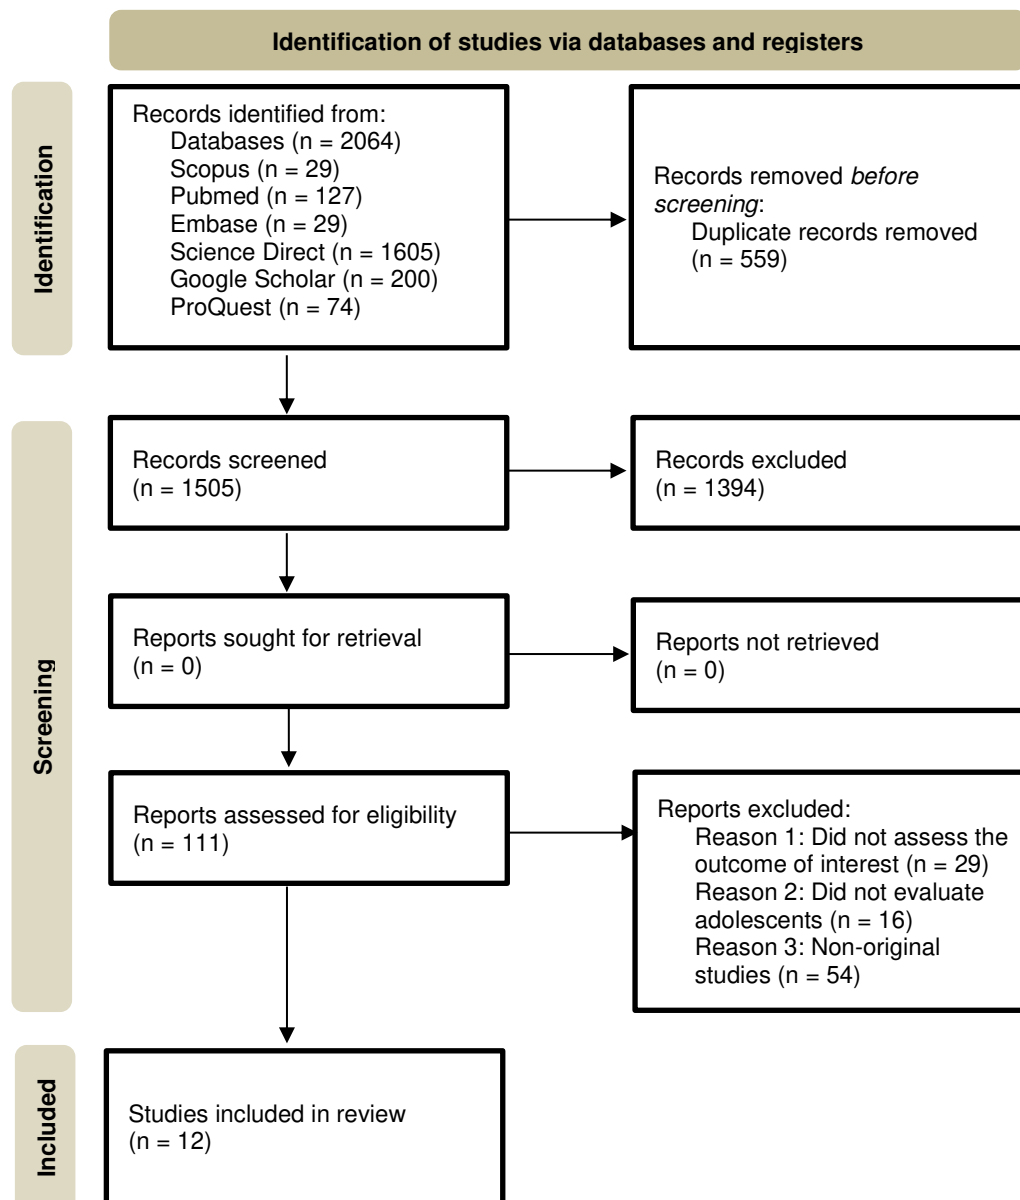 Identification of studies via databases and registers
Identification
Records identified from:
Databases (n = 2064)
Scopus (n = 29)
Pubmed (n = 127)
Embase (n = 29)
Science Direct (n = 1605)
Google Scholar (n = 200)
ProQuest (n = 74)
Records removed before
screening:
Duplicate records removed
(n = 559)
Screening
Records screened
(n = 1505)
Records excluded
(n = 1394)
Reports sought for retrieval
(n = 0)
Reports not retrieved
(n = 0)
Reports assessed for eligibility
(n = 111)
Reports excluded:
Reason 1: Did not assess the
outcome of interest (n = 29)
Reason 2: Did not evaluate
adolescents (n = 16)
Reason 3: Non-original
studies (n = 54)
Included
Studies included in review
(n = 12)